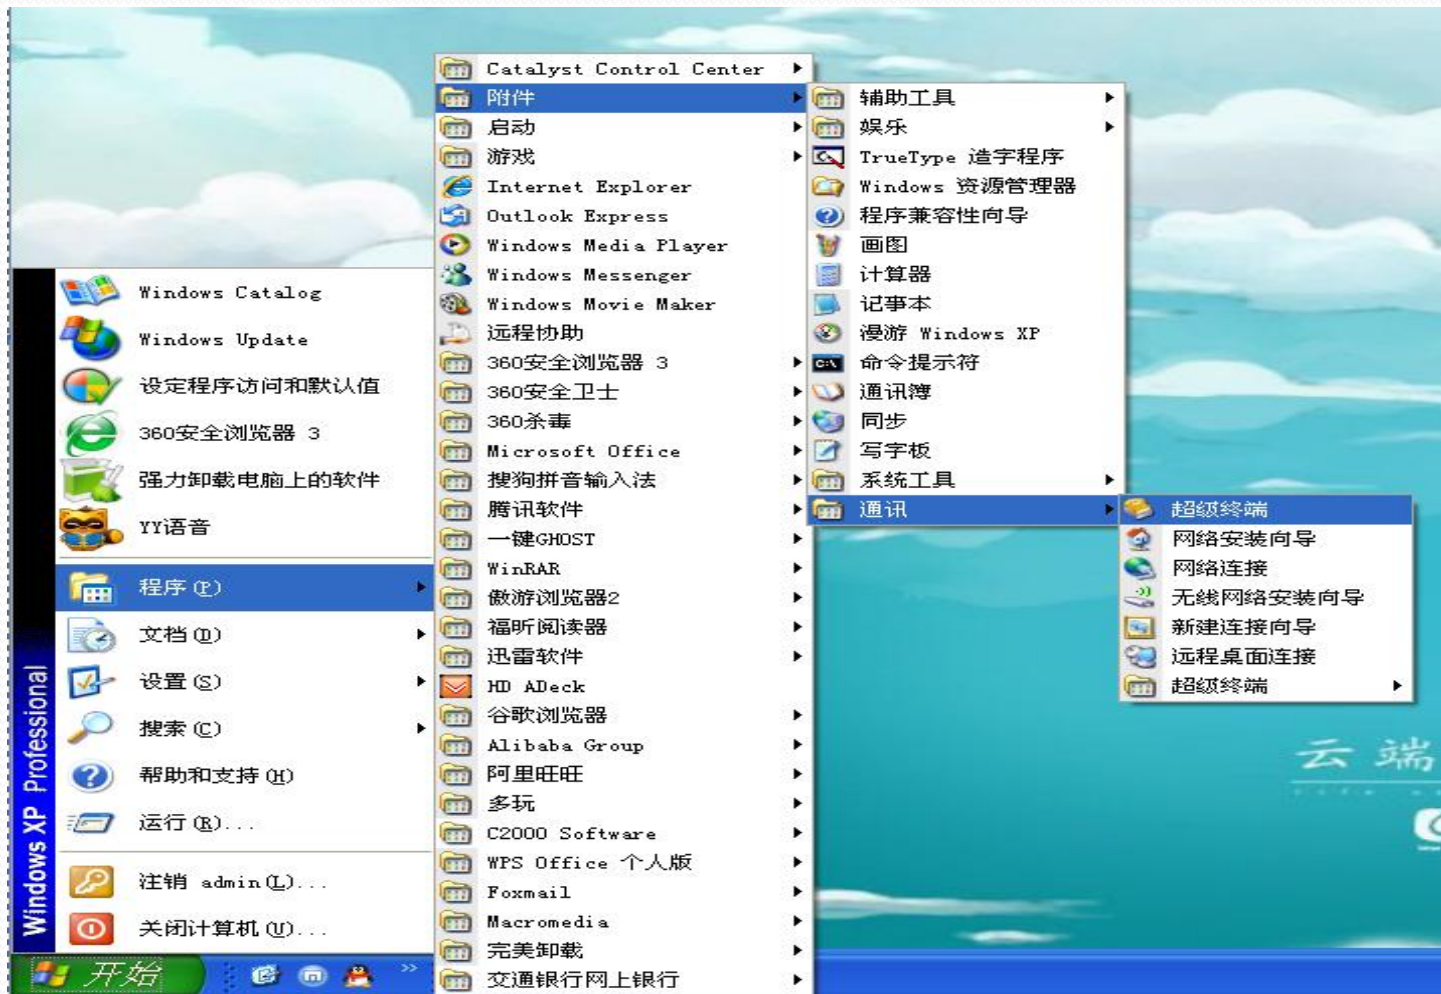 Catalyst Control Center
附件
启动
游戏
Internet Explorer
Outlook Express
Windows Media Player
Windows Messenger
Windows Movie Maker
远程协助
360安全浏览器 3
360安全卫士
360杀毒
Microsoft Office
搜狗拼音输入法
腾讯软件
一键GHOST
WinRAR
傲游浏览器2
福昕阅读器
迅雷软件
HD ADeck
谷歌浏览器
Alibaba Group
阿里旺旺
多玩
C2000 Software
WPS Office 个人版
Foxmail
Macromedia
完美卸载
交通银行网上银行
辅助工具
娱乐
TrueType 造字程序
Windows 资源管理器
程序兼容性向导
画图
计算器
记事本
漫游 Windows XP
命令提示符
通讯簿
同步
写字板
系统工具
通讯
超级终端
网络安装向导
网络连接
无线网络安装向导
新建连接向导
远程桌面连接
超级终端
Windows Catalog
Windows Update
设定程序访问和默认值
360安全浏览器 3
强力卸载电脑上的软件
YY语音
程序(P)
文档(D)
设置(S)
搜索(C)
帮助和支持(H)
运行(R)...
注销 admin(L)...
关闭计算机(U)...
Windows XP Professional
开始
云端